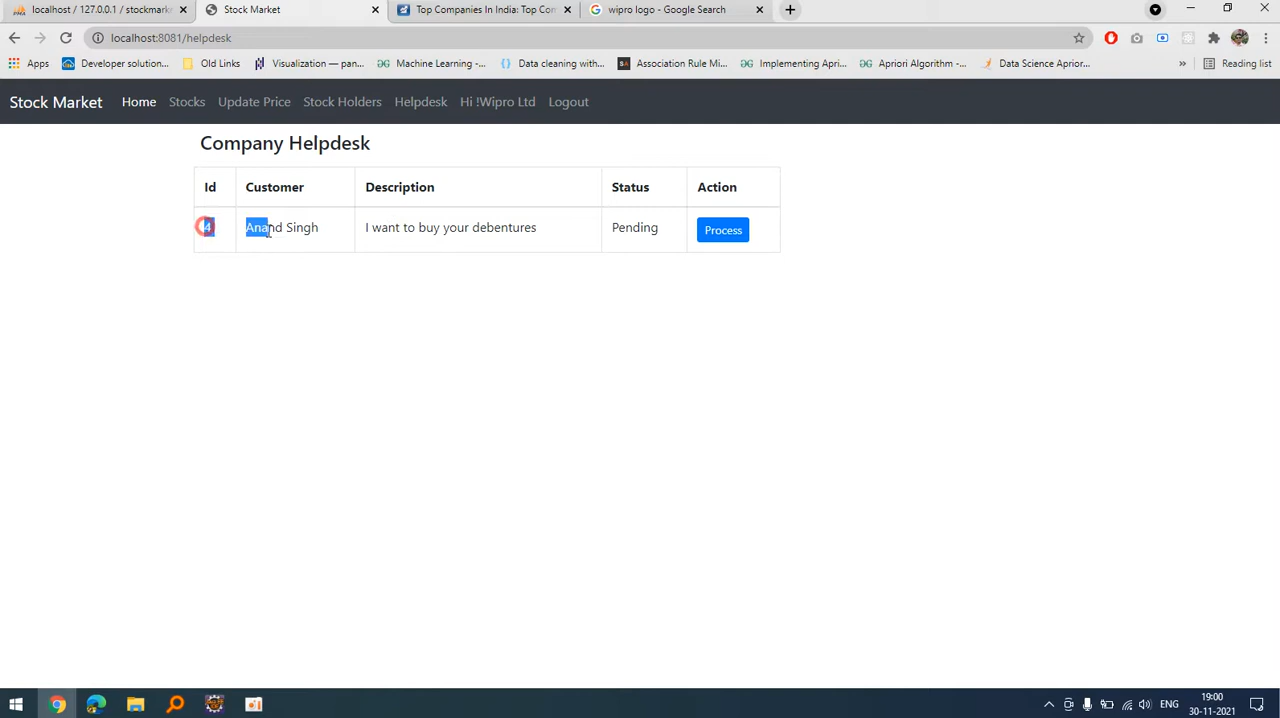 localhost / 127.0.0.1 / stockmark
Stock Market
Top Companies In India: Top Com
wipro logo - Google Search
localhost:8081/helpdesk
Apps
Developer solution...
Old Links
Visualization — pan...
Machine Learning -...
Data cleaning with...
Association Rule Mi...
Implementing Apri...
Apriori Algorithm -...
Data Science Aprior...
»
Reading list
Stock Market Home Stocks Update Price Stock Holders Helpdesk Hi !Wipro Ltd Logout
Company Helpdesk
Id Customer Description Status Action
4 Anand Singh I want to buy your debentures Pending Process
ENG
19:00
30-11-2021